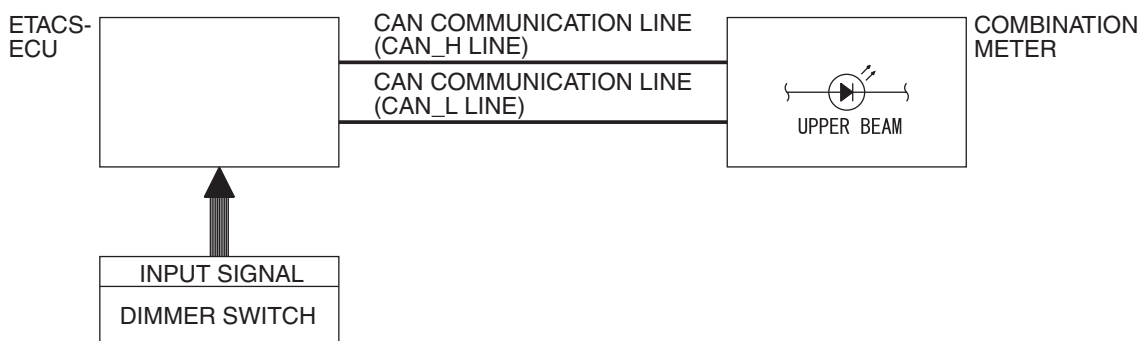 ETACS-
ECU
CAN COMMUNICATION LINE
(CAN_H LINE)
CAN COMMUNICATION LINE
(CAN_L LINE)
COMBINATION
METER
UPPER BEAM
INPUT SIGNAL
DIMMER SWITCH